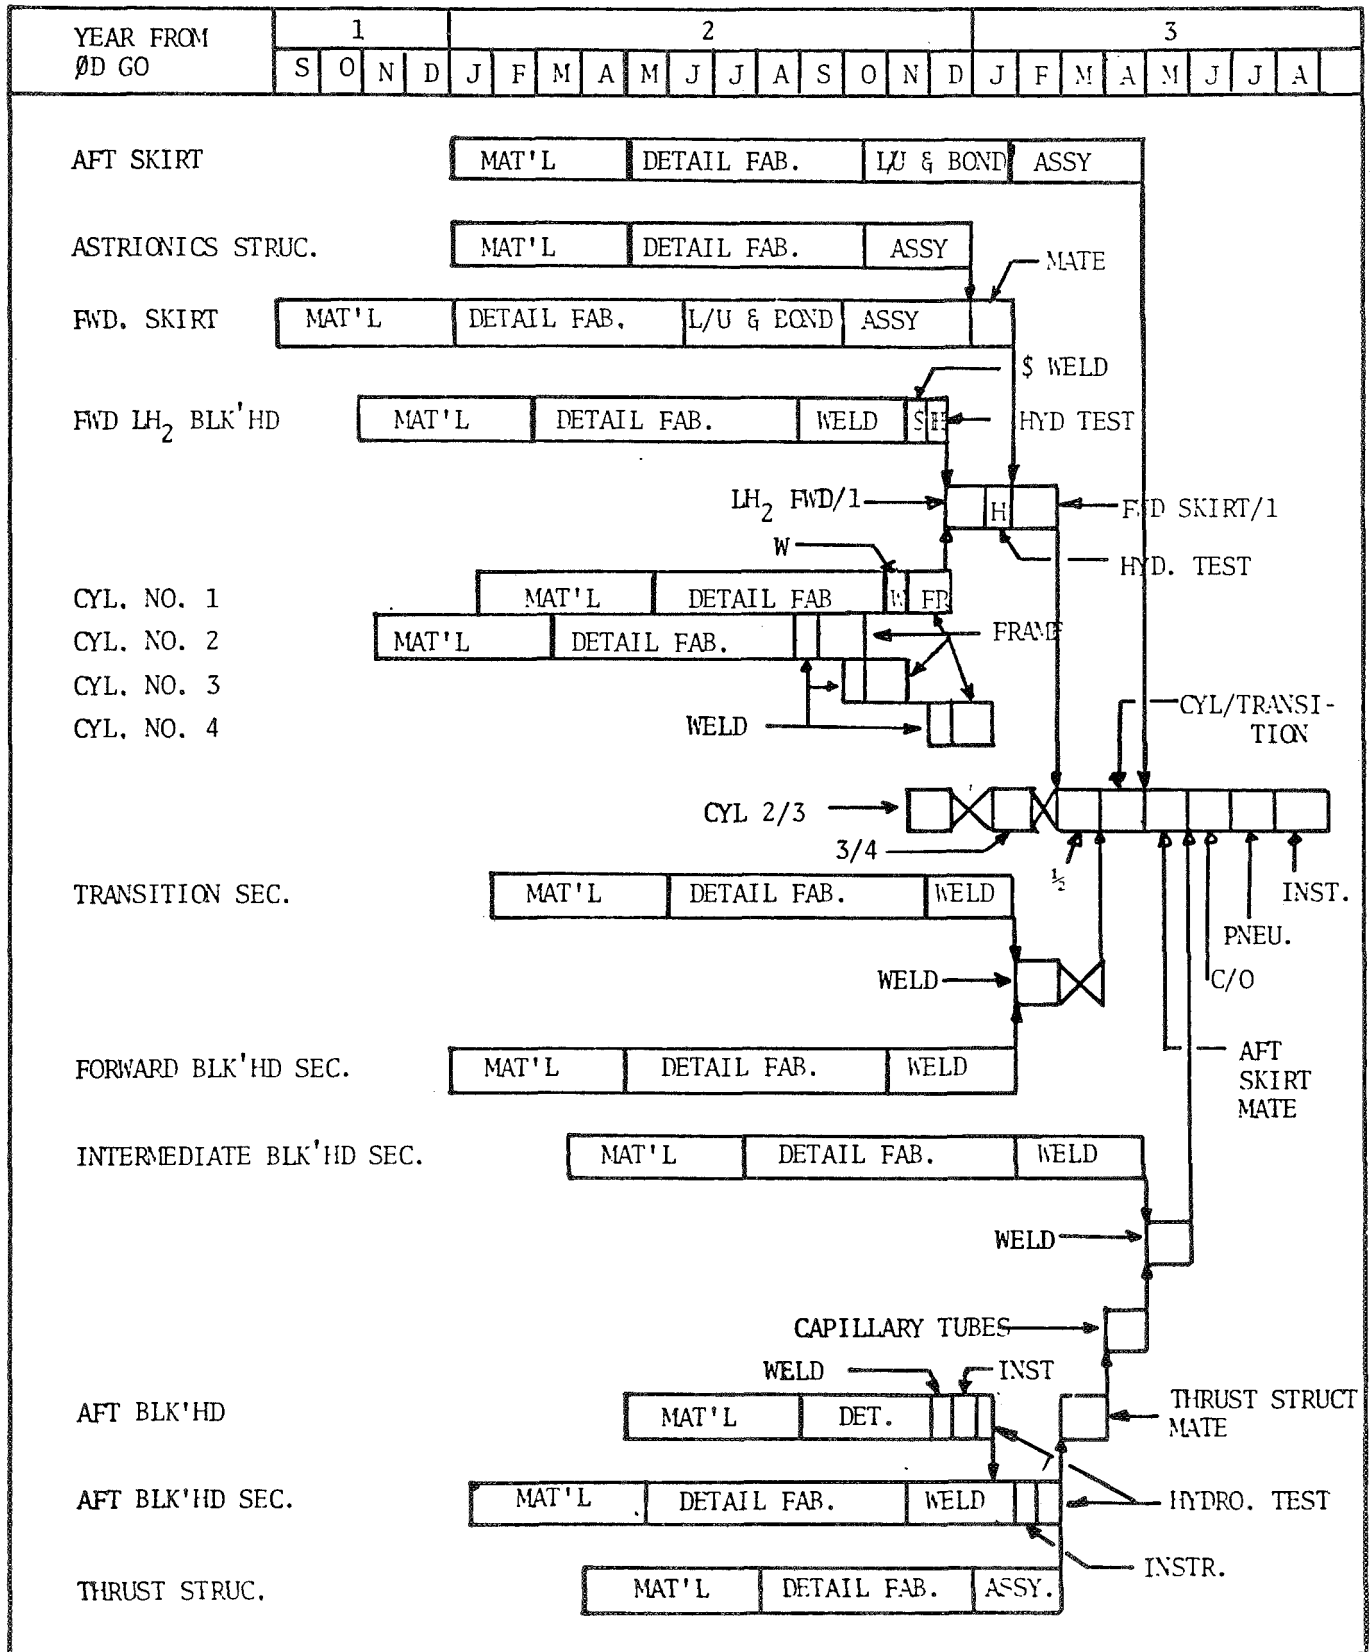 YEAR FROM
ØD GO
1 2 3
S O N D J F M A M J J A S O N D J F M A M J J A
AFT SKIRT MAT'L DETAIL FAB. L/U & BOND ASSY
ASTRIONICS STRUC. MAT'L DETAIL FAB. ASSY
MATE
FWD. SKIRT MAT'L DETAIL FAB. L/U & BOND ASSY
$ WELD
FWD LH₂ BLK'HD MAT'L DETAIL FAB. WELD $ H HYD TEST
LH₂ FWD/1 H FWD SKIRT/1
W
HYD. TEST
CYL. NO. 1 MAT'L DETAIL FAB W FR
CYL. NO. 2 MAT'L DETAIL FAB. FRAME
CYL. NO. 3
CYL. NO. 4 WELD
CYL/TRANSI-
TION
CYL 2/3
3/4
½
TRANSITION SEC. MAT'L DETAIL FAB. WELD INST.
PNEU.
WELD C/O
FORWARD BLK'HD SEC. MAT'L DETAIL FAB. WELD
AFT
SKIRT
MATE
INTERMEDIATE BLK'HD SEC. MAT'L DETAIL FAB. WELD
WELD
CAPILLARY TUBES
WELD INST
AFT BLK'HD MAT'L DET. THRUST STRUCT
MATE
AFT BLK'HD SEC. MAT'L DETAIL FAB. WELD HYDRO. TEST
INSTR.
THRUST STRUC. MAT'L DETAIL FAB. ASSY.